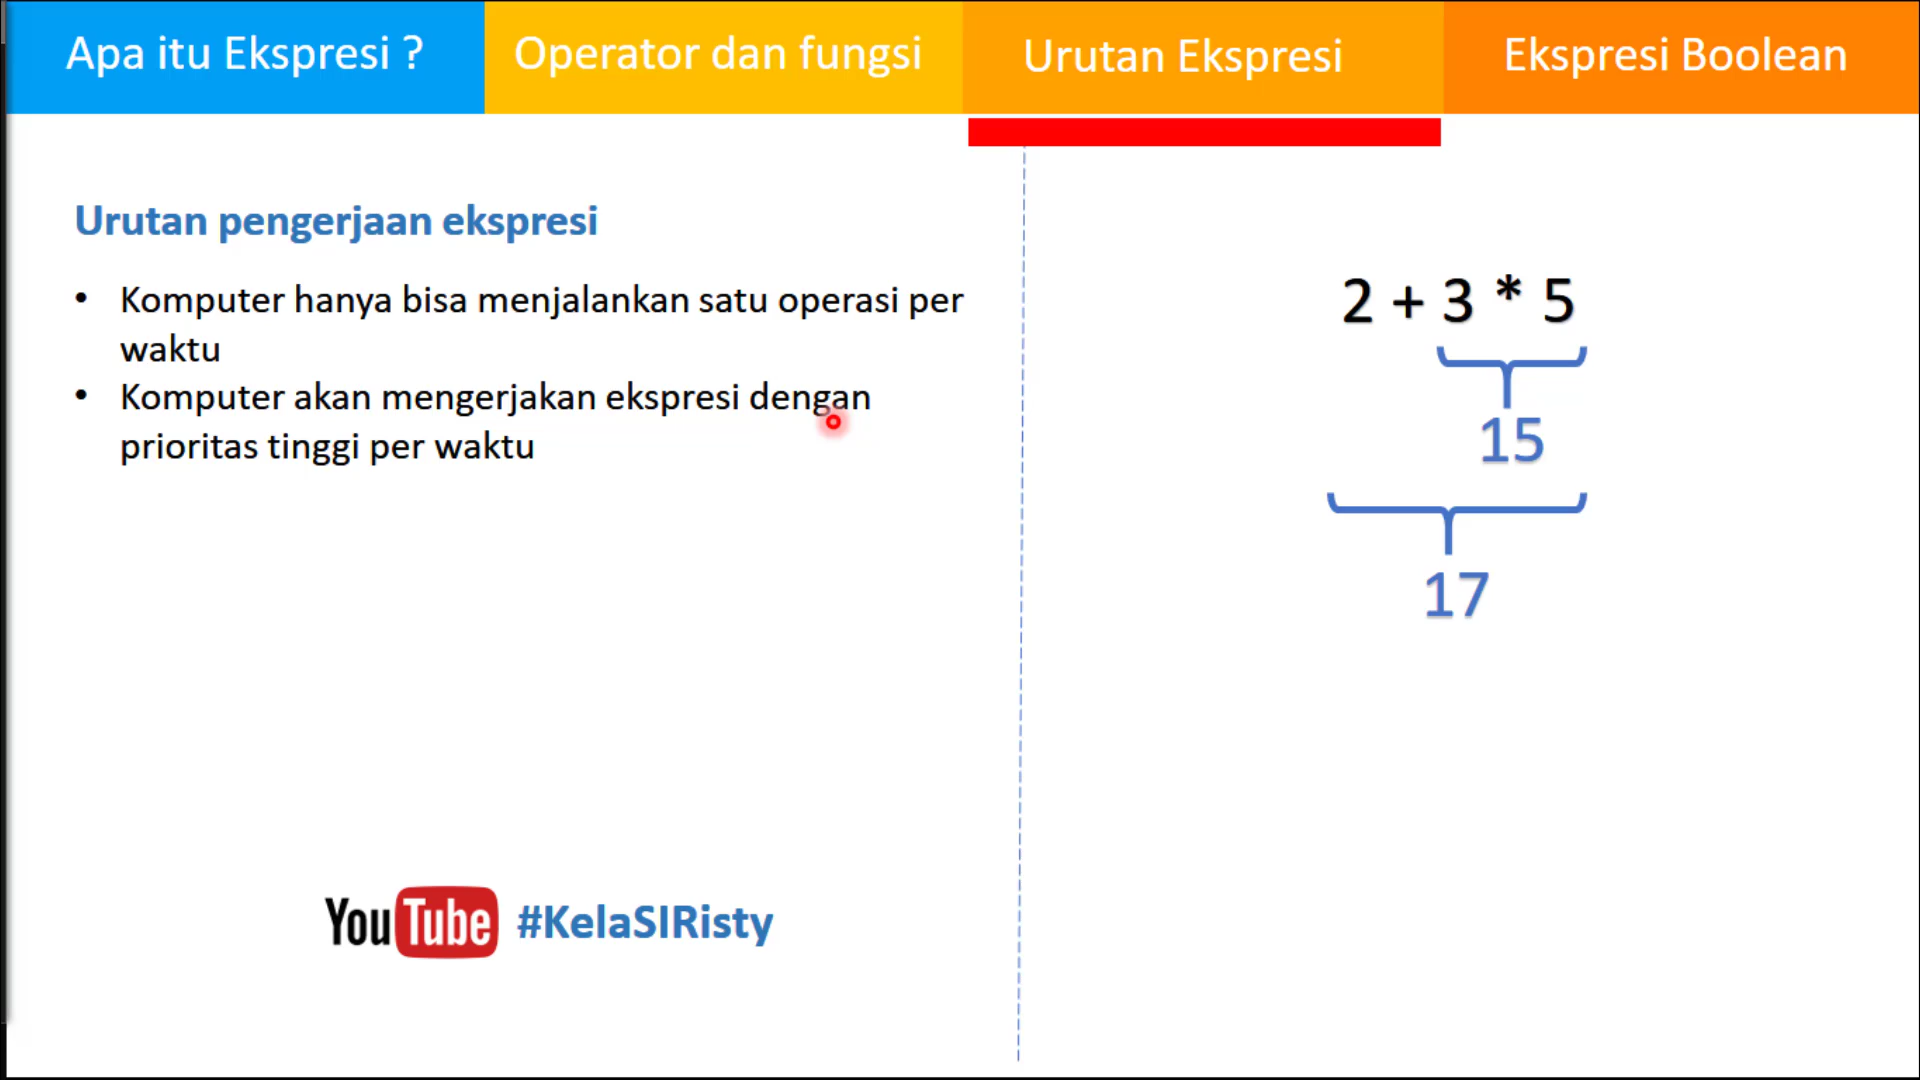 Apa itu Ekspresi ?
Operator dan fungsi
Urutan Ekspresi
Ekspresi Boolean
Urutan pengerjaan ekspresi
• Komputer hanya bisa menjalankan satu operasi per
waktu
• Komputer akan mengerjakan ekspresi dengan
prioritas tinggi per waktu
2 + 3 * 5
15
17
YouTube #KelaSIRisty